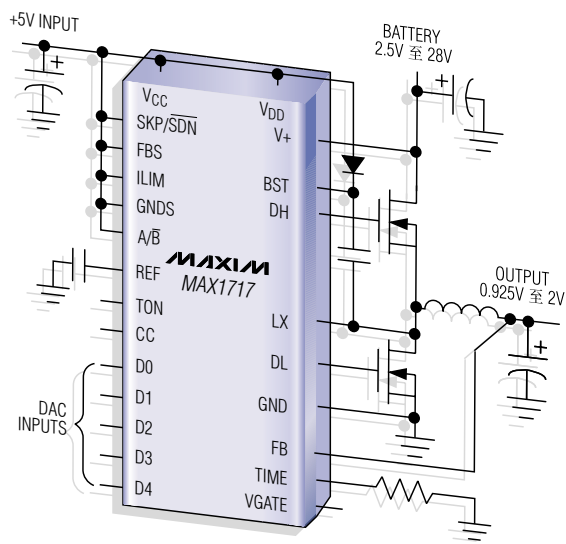 +5V INPUT
BATTERY
2.5V 至 28V
+
+
VCC
VDD
V+
SKP/SDN
FBS
ILIM
GNDS
A/B
REF
TON
CC
D0
D1
D2
D3
D4
BST
DH
MAXIM
MAX1717
LX
DL
GND
FB
TIME
VGATE
OUTPUT
0.925V 至 2V
+
DAC
INPUTS